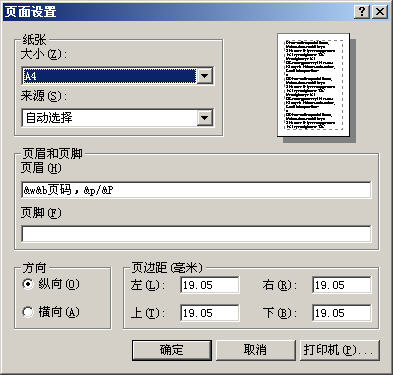 页面设置
纸张
大小(Z):
A4
来源(S):
自动选择
页眉和页脚
页眉(H)
&w&b页码，&p/&P
页脚(F)
方向
纵向(O)
横向(A)
页边距(毫米)
左(L): 19.05 右(R): 19.05
上(T): 19.05 下(B): 19.05
确定 取消 打印机(P)...